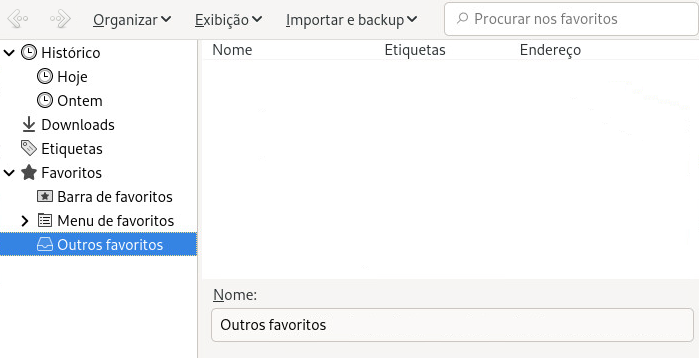 Organizar Exibição Importar e backup Procurar nos favoritos
Histórico
Hoje
Ontem
Downloads
Etiquetas
Favoritos
Barra de favoritos
Menu de favoritos
Outros favoritos
Nome Etiquetas Endereço
Nome:
Outros favoritos